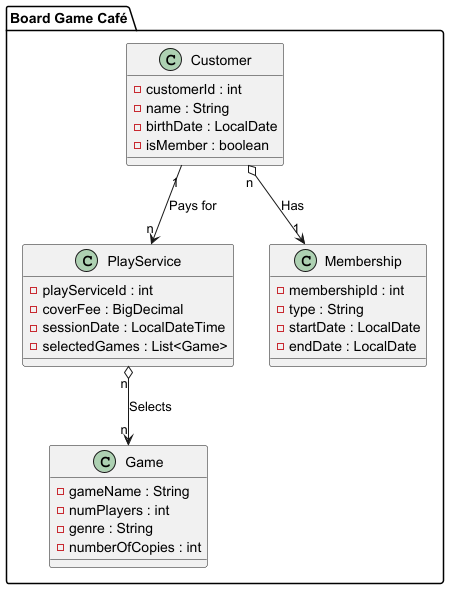 Board Game Café
C Customer
customerId : int
name : String
birthDate : LocalDate
isMember : boolean
1
n
Pays for
Has
n
1
C PlayService
playServiceId : int
coverFee : BigDecimal
sessionDate : LocalDateTime
selectedGames : List<Game>
C Membership
membershipId : int
type : String
startDate : LocalDate
endDate : LocalDate
n
Selects
n
C Game
gameName : String
numPlayers : int
genre : String
numberOfCopies : int